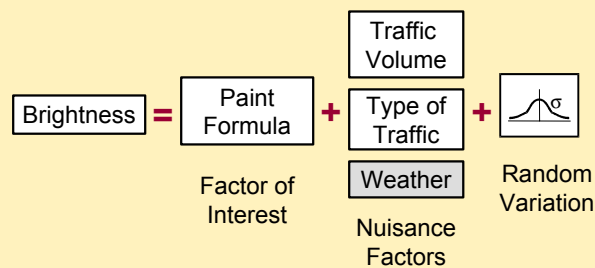 Traffic
Volume
Brightness = Paint
Formula + Type of
Traffic + σ
Weather
Factor of
Interest
Nuisance
Factors
Random
Variation